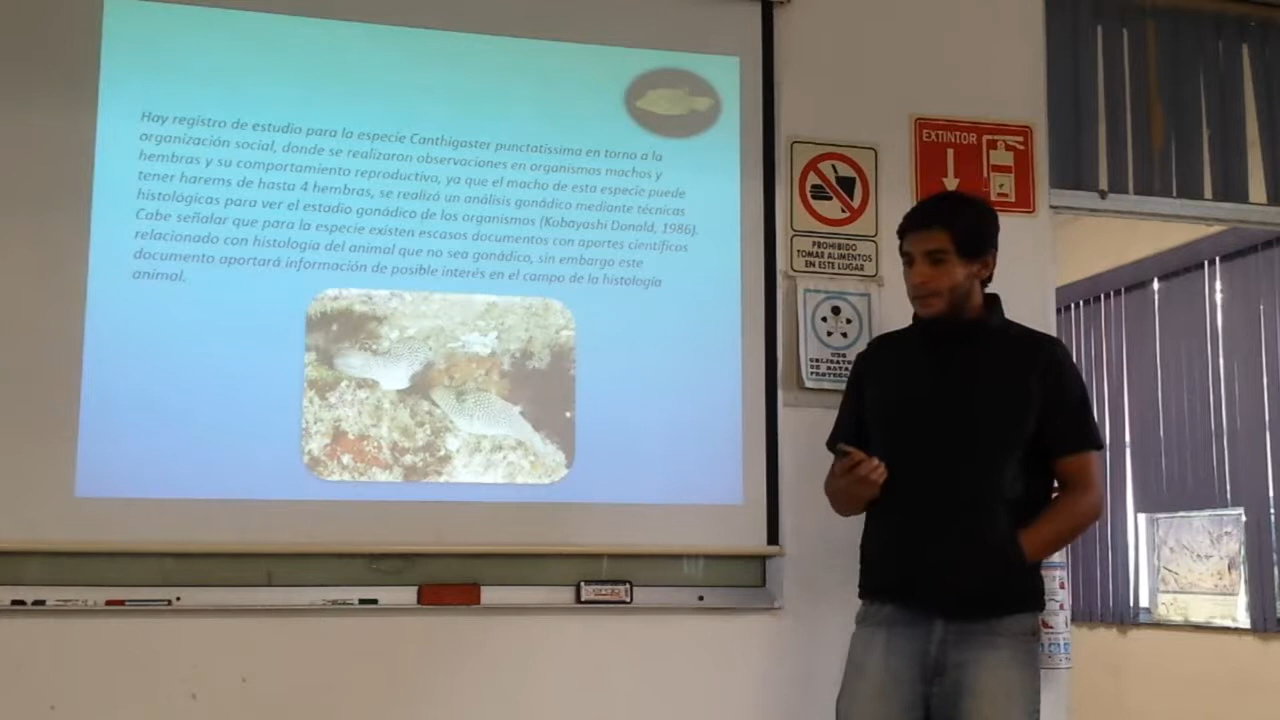 Hay registro de estudio para la especie Canthigaster punctatissima en torno a la
organización social, donde se realizaron observaciones en organismos machos y
hembras y su comportamiento reproductivo, ya que el macho de esta especie puede
tener harems de hasta 4 hembras, se realizó un análisis gonádico mediante técnicas
histológicas para ver el estadio gonádico de los organismos (Kobayashi Donald, 1986).
Cabe señalar que para la especie existen escasos documentos con aportes científicos
relacionado con histología del animal que no sea gonádico, sin embargo este
documento aportará información de posible interés en el campo de la histología
animal.
EXTINTOR
PROHIBIDO
TOMAR ALIMENTOS
EN ESTE LUGAR
USO
DE BATA